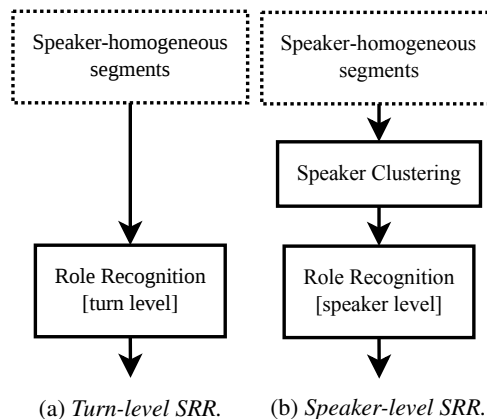 Speaker-homogeneous
segments
Role Recognition
[turn level]
(a) Turn-level SRR.
Speaker-homogeneous
segments
Speaker Clustering
Role Recognition
[speaker level]
(b) Speaker-level SRR.